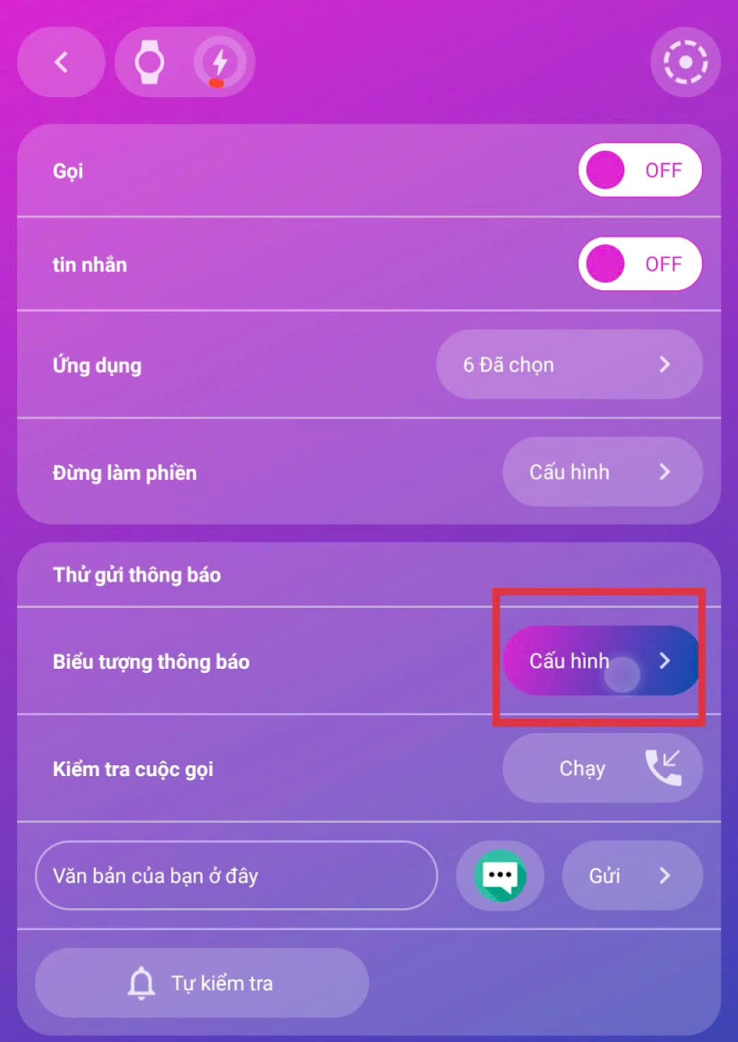 Gọi
OFF
tin nhắn
OFF
Ứng dụng
6 Đã chọn
Đừng làm phiền
Cấu hình
Thử gửi thông báo
Biểu tượng thông báo
Cấu hình
Kiểm tra cuộc gọi
Chạy
Văn bản của bạn ở đây
Gửi
Tự kiểm tra